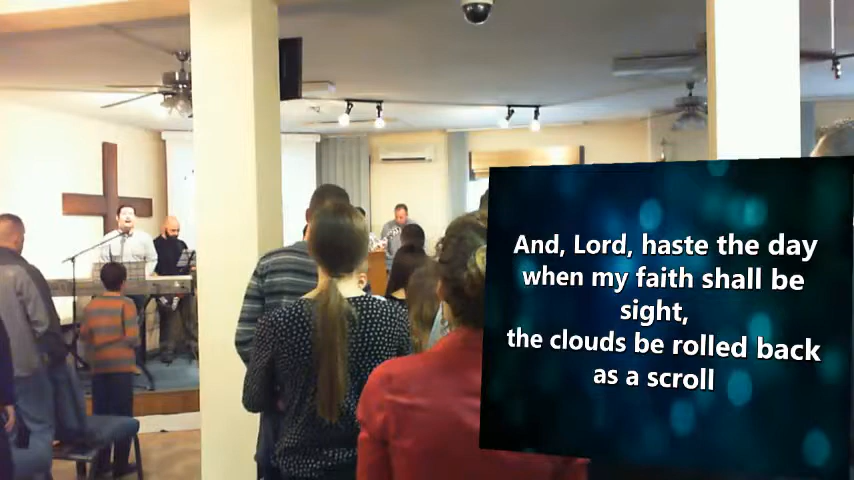 And, Lord, haste the day
when my faith shall be
sight,
the clouds be rolled back
as a scroll